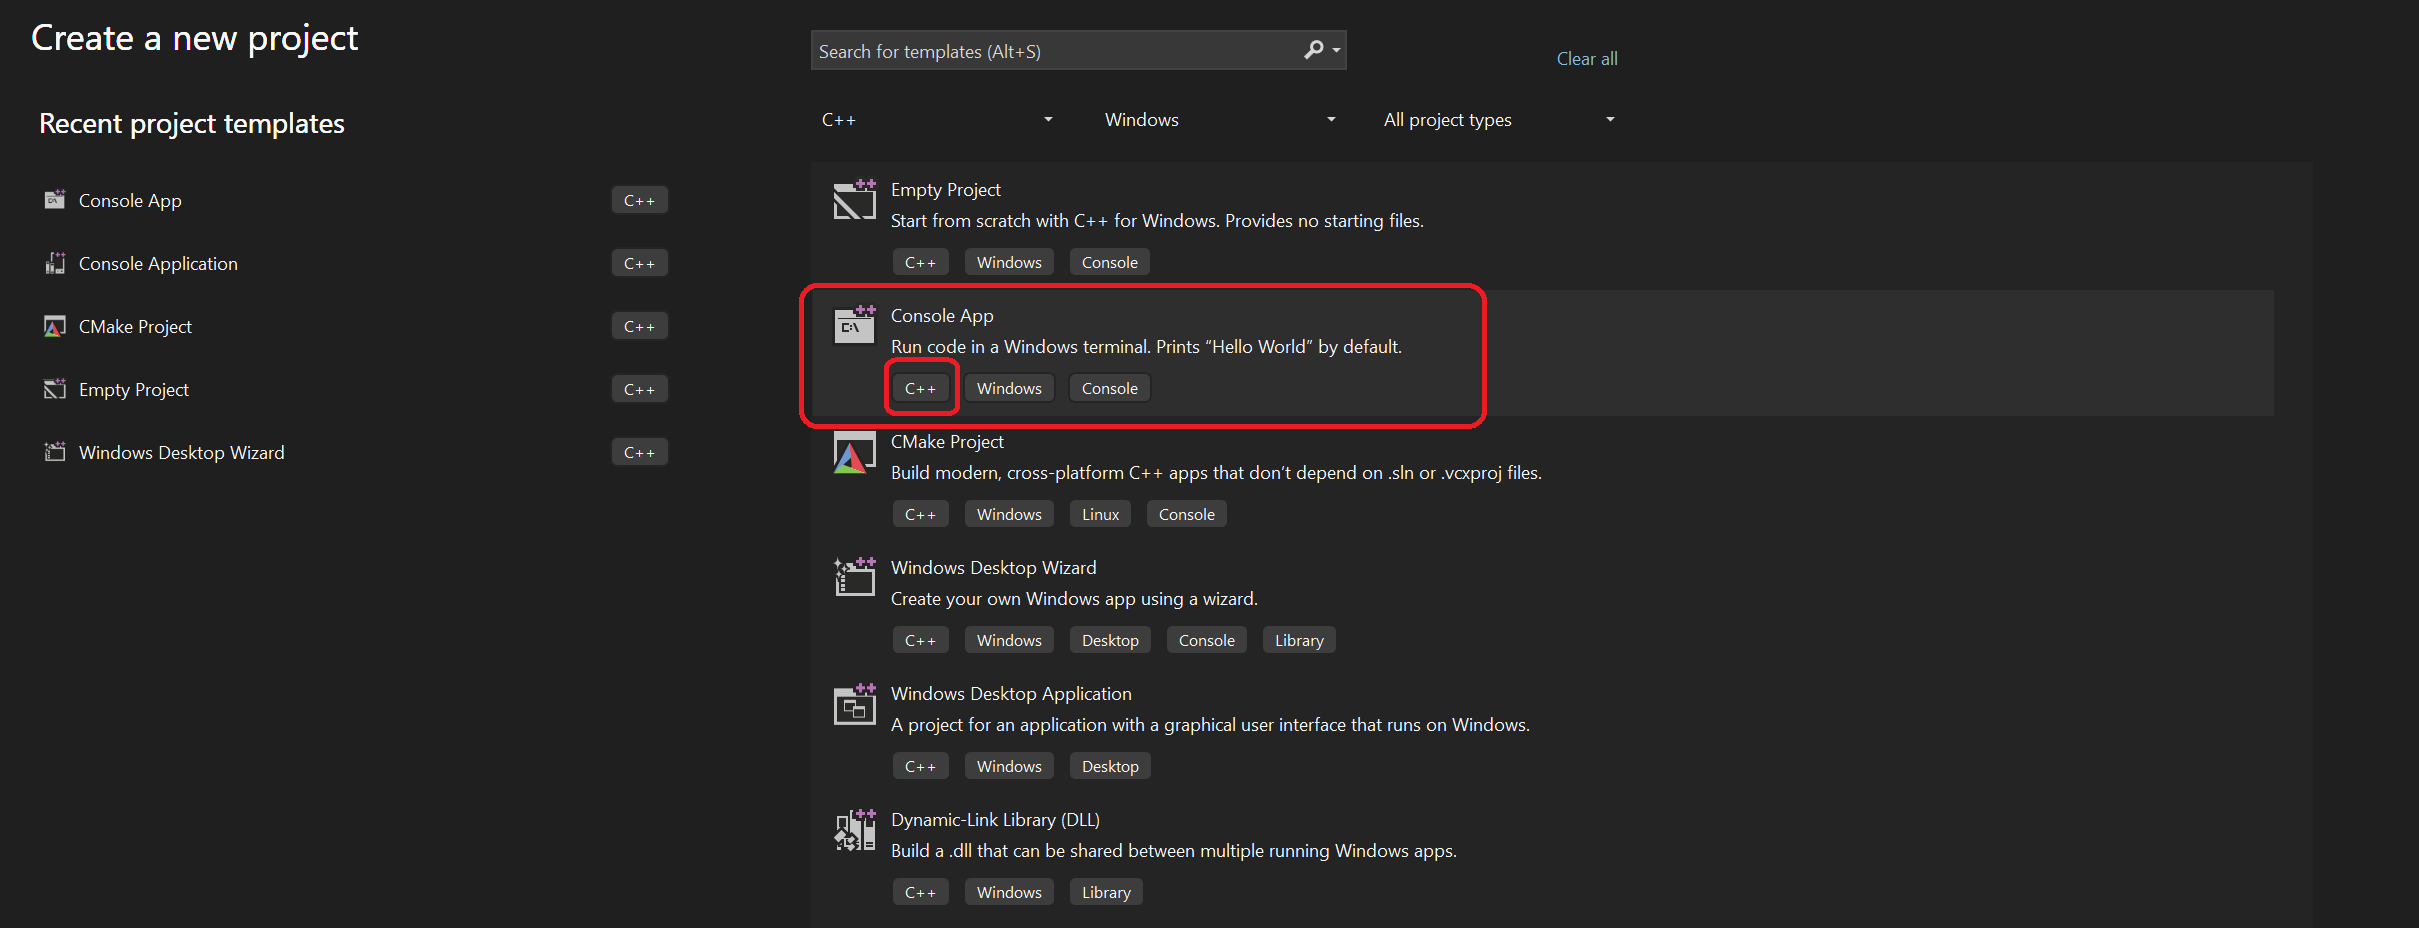 Create a new project
Search for templates (Alt+S)
Clear all
Recent project templates
C++
Windows
All project types
Console App
C++
Console Application
C++
CMake Project
C++
Empty Project
C++
Windows Desktop Wizard
C++
Empty Project
Start from scratch with C++ for Windows. Provides no starting files.
C++ Windows Console
Console App
Run code in a Windows terminal. Prints “Hello World” by default.
C++ Windows Console
CMake Project
Build modern, cross-platform C++ apps that don’t depend on .sln or .vcxproj files.
C++ Windows Linux Console
Windows Desktop Wizard
Create your own Windows app using a wizard.
C++ Windows Desktop Console Library
Windows Desktop Application
A project for an application with a graphical user interface that runs on Windows.
C++ Windows Desktop
Dynamic-Link Library (DLL)
Build a .dll that can be shared between multiple running Windows apps.
C++ Windows Library